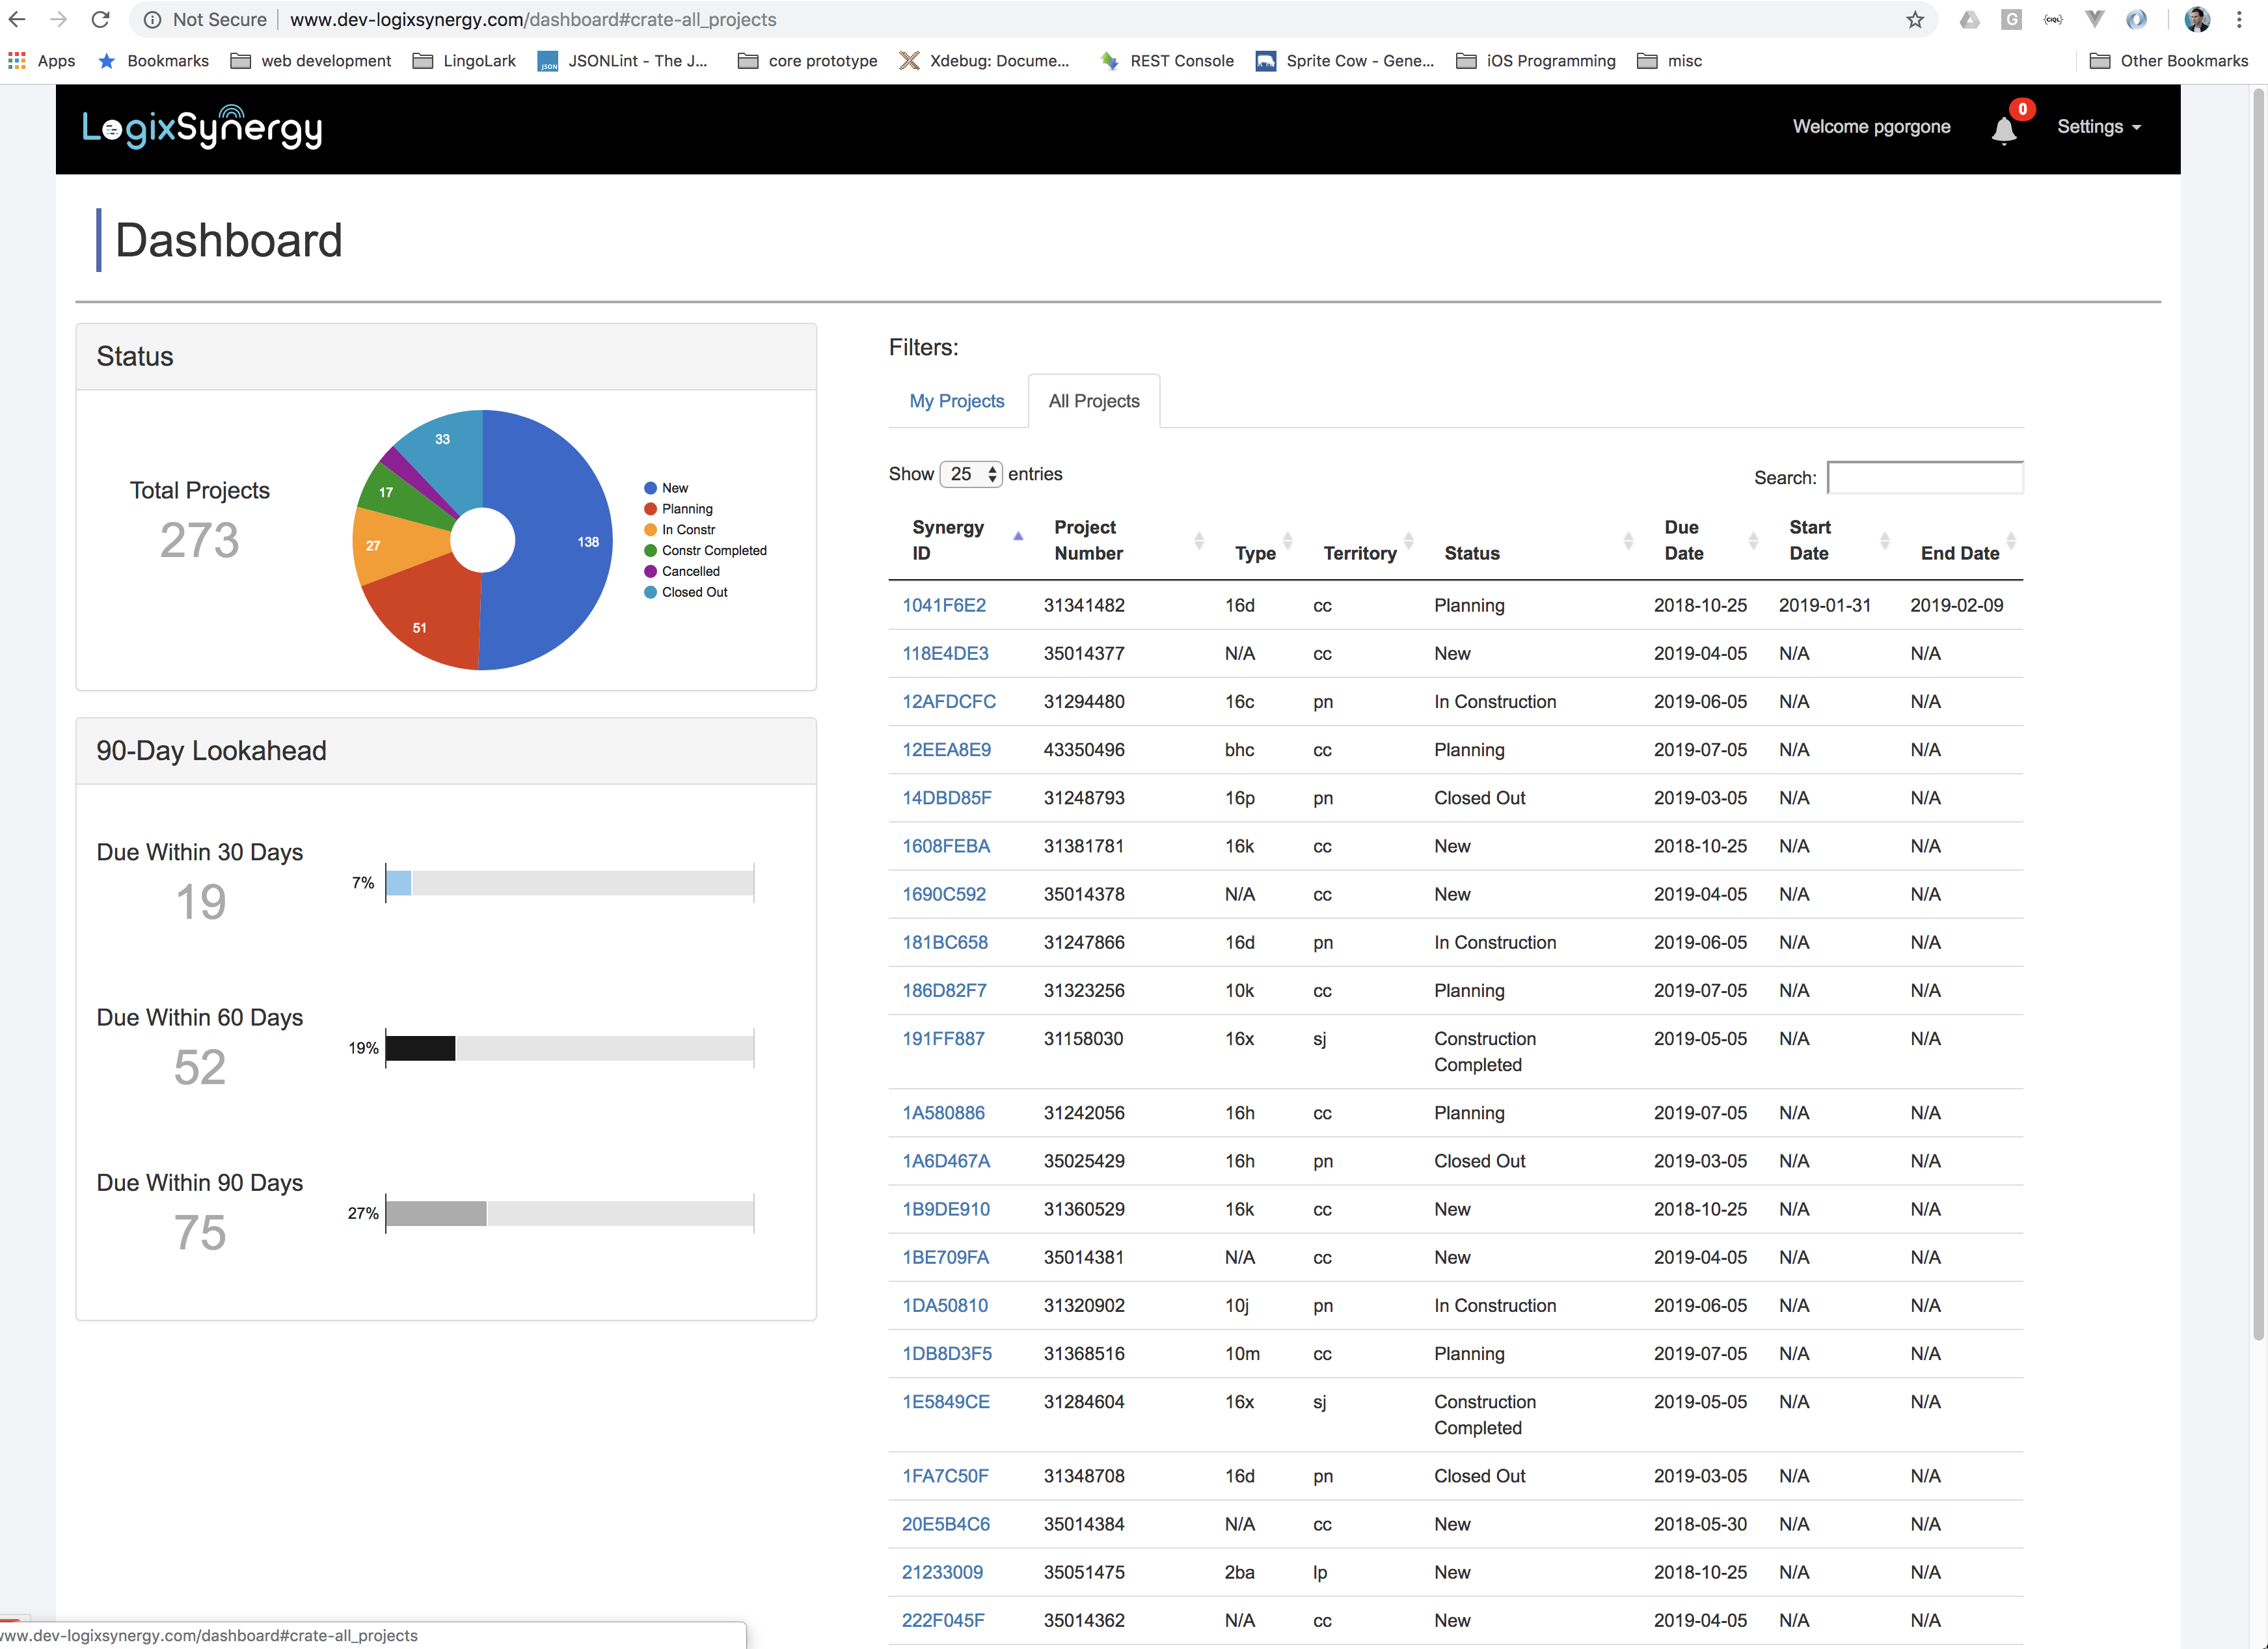 Not Secure | www.dev-logixsynergy.com/dashboard#crate-all_projects
Apps Bookmarks web development LingoLark JSONLint - The J... core prototype Xdebug: Docume... REST Console Sprite Cow - Gene... iOS Programming misc Other Bookmarks
LogixSynergy
Welcome pgorgone 0 Settings
Dashboard
Status
Total Projects
273
33
17
27
51
138
New
Planning
In Constr
Constr Completed
Cancelled
Closed Out
90-Day Lookahead
Due Within 30 Days
19
7%
Due Within 60 Days
52
19%
Due Within 90 Days
75
27%
Filters:
My Projects All Projects
Show 25 entries Search:
Synergy ID Project Number Type Territory Status Due Date Start Date End Date
1041F6E2 31341482 16d cc Planning 2018-10-25 2019-01-31 2019-02-09
118E4DE3 35014377 N/A cc New 2019-04-05 N/A N/A
12AFDCFC 31294480 16c pn In Construction 2019-06-05 N/A N/A
12EEA8E9 43350496 bhc cc Planning 2019-07-05 N/A N/A
14DBD85F 31248793 16p pn Closed Out 2019-03-05 N/A N/A
1608FEBA 31381781 16k cc New 2018-10-25 N/A N/A
1690C592 35014378 N/A cc New 2019-04-05 N/A N/A
181BC658 31247866 16d pn In Construction 2019-06-05 N/A N/A
186D82F7 31323256 10k cc Planning 2019-07-05 N/A N/A
191FF887 31158030 16x sj Construction Completed 2019-05-05 N/A N/A
1A580886 31242056 16h cc Planning 2019-07-05 N/A N/A
1A6D467A 35025429 16h pn Closed Out 2019-03-05 N/A N/A
1B9DE910 31360529 16k cc New 2018-10-25 N/A N/A
1BE709FA 35014381 N/A cc New 2019-04-05 N/A N/A
1DA50810 31320902 10j pn In Construction 2019-06-05 N/A N/A
1DB8D3F5 31368516 10m cc Planning 2019-07-05 N/A N/A
1E5849CE 31284604 16x sj Construction Completed 2019-05-05 N/A N/A
1FA7C50F 31348708 16d pn Closed Out 2019-03-05 N/A N/A
20E5B4C6 35014384 N/A cc New 2018-05-30 N/A N/A
21233009 35051475 2ba lp New 2018-10-25 N/A N/A
222F045F 35014362 N/A cc New 2019-04-05 N/A N/A
www.dev-logixsynergy.com/dashboard#crate-all_projects